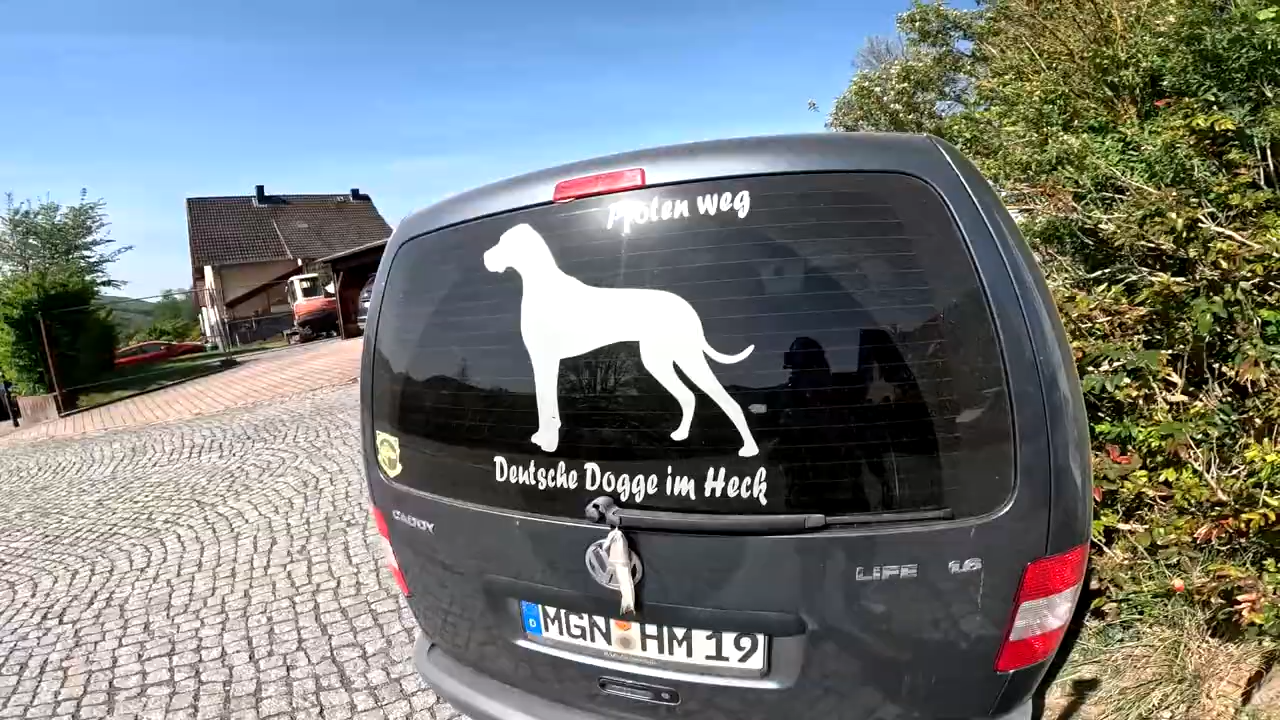 Pfoten weg
Deutsche Dogge im Heck
CADDY
LIFE 1.6
D
MGN HM 19